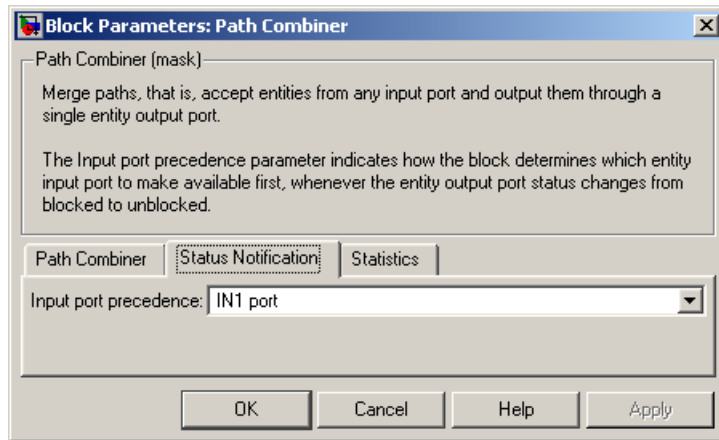 Block Parameters: Path Combiner
Path Combiner (mask)
Merge paths, that is, accept entities from any input port and output them through a
single entity output port.
The Input port precedence parameter indicates how the block determines which entity
input port to make available first, whenever the entity output port status changes from
blocked to unblocked.
Path Combiner Status Notification Statistics
Input port precedence: IN1 port
OK Cancel Help Apply